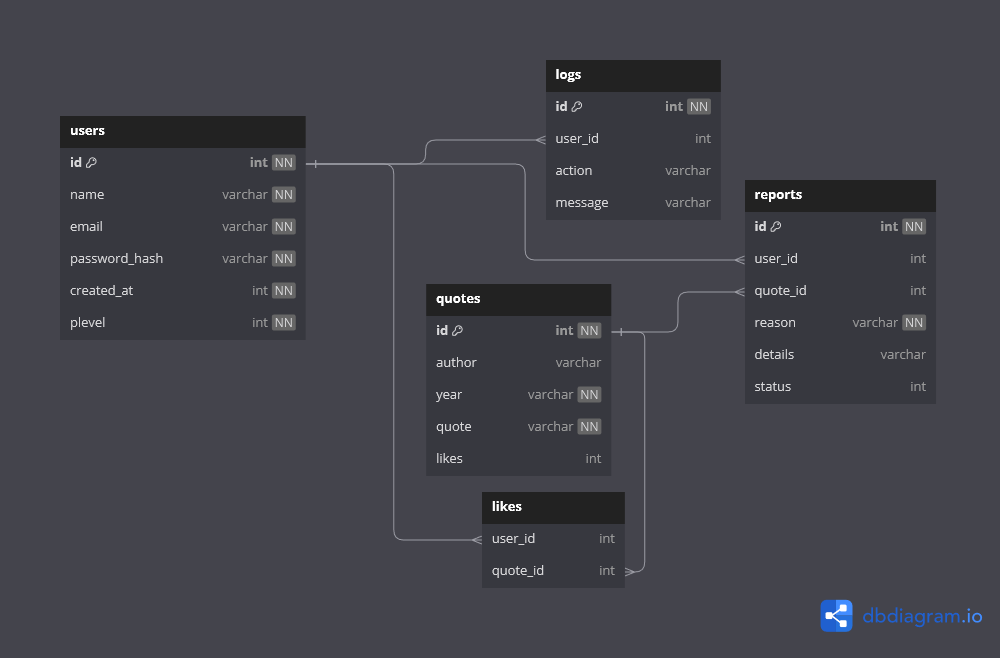 users
id int NN
name varchar NN
email varchar NN
password_hash varchar NN
created_at int NN
plevel int NN
logs
id int NN
user_id int
action varchar
message varchar
reports
id int NN
user_id int
quote_id int
reason varchar NN
details varchar
status int
quotes
id int NN
author varchar
year varchar NN
quote varchar NN
likes int
likes
user_id int
quote_id int
dbdiagram.io